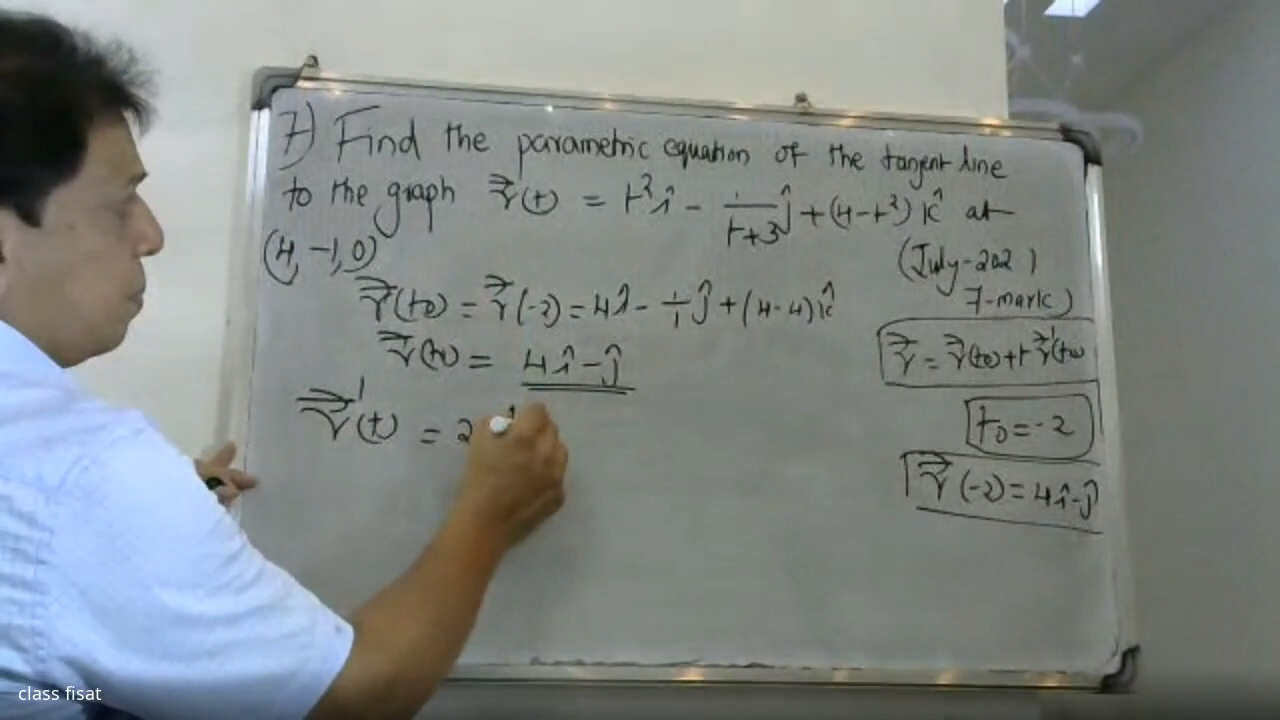 7) Find the parametric equation of the tangent line
to the graph r⃗(t) = t²î - 1/(t+3) ĵ + (4-t²) k̂ at
(4, -1, 0)
(July-202 )
7-mark)
r⃗(t0) = r⃗(-2) = 4î - 1/1 ĵ + (4-4) k̂
r⃗(t0) = 4î - ĵ
r⃗'(t) = 2
r⃗ = r⃗(t0) + t r⃗'(t0)
t0 = -2
r⃗(-2) = 4î - ĵ
class fisat